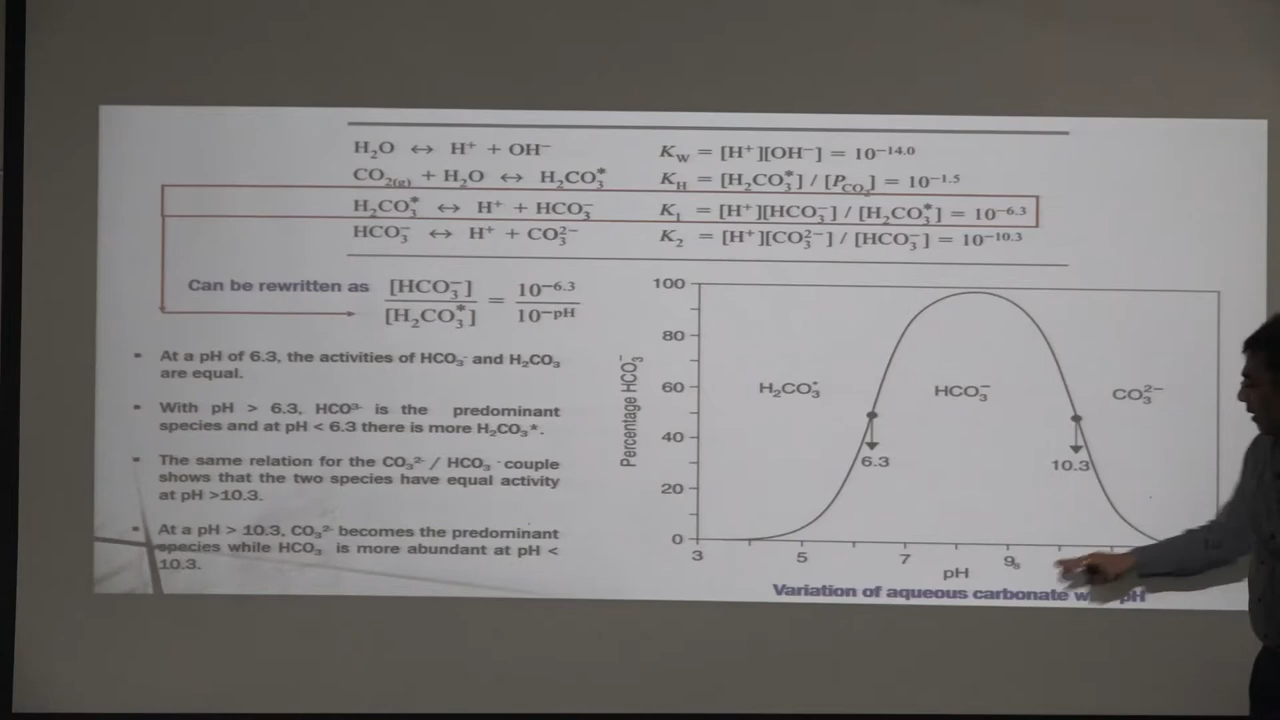 H₂O ↔ H⁺ + OH⁻ K_W = [H⁺][OH⁻] = 10⁻¹⁴·⁰
CO₂₍g₎ + H₂O ↔ H₂CO₃* K_H = [H₂CO₃*] / [P_CO₂] = 10⁻¹·⁵
H₂CO₃* ↔ H⁺ + HCO₃⁻ K₁ = [H⁺][HCO₃⁻] / [H₂CO₃*] = 10⁻⁶·³
HCO₃⁻ ↔ H⁺ + CO₃²⁻ K₂ = [H⁺][CO₃²⁻] / [HCO₃⁻] = 10⁻¹⁰·³
Can be rewritten as [HCO₃⁻] / [H₂CO₃*] = 10⁻⁶·³ / 10^−pH
• At a pH of 6.3, the activities of HCO₃⁻ and H₂CO₃
are equal.
• With pH > 6.3, HCO³⁻ is the predominant
species and at pH < 6.3 there is more H₂CO₃*.
• The same relation for the CO₃²⁻ / HCO₃⁻ couple
shows that the two species have equal activity
at pH >10.3.
• At a pH > 10.3, CO₃²⁻ becomes the predominant
species while HCO₃ is more abundant at pH <
10.3.
Percentage HCO₃⁻
100
80
60
40
20
0
H₂CO₃* HCO₃⁻ CO₃²⁻
6.3 10.3
3 5 7 9
pH
Variation of aqueous carbonate pH